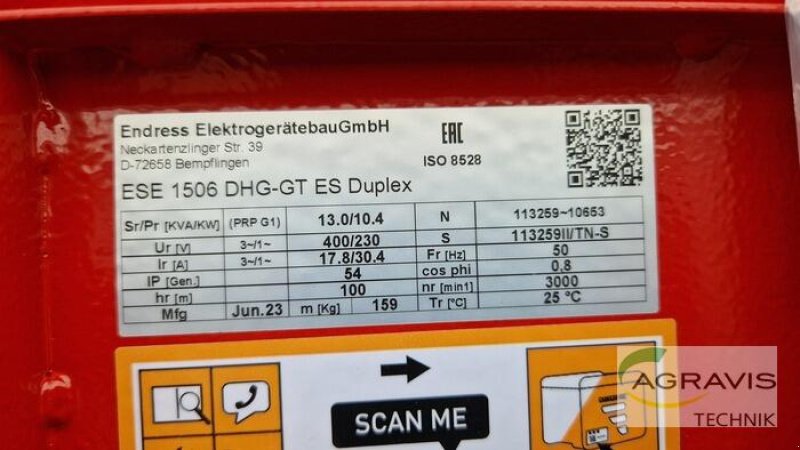 Endress ElektrogerätebauGmbH
Neckartenzlinger Str. 39
D-72658 Bempflingen
EAC
ISO 8528
ESE 1506 DHG-GT ES Duplex
Sr/Pr [KVA/KW] (PRP G1) 13.0/10.4 N 113259~10653
Ur [V] 3~/1~ 400/230 S 113259II/TN-S
Ir [A] 3~/1~ 17.8/30.4 Fr [Hz] 50
IP [Gen.] 54 cos phi 0,8
hr [m] 100 nr [min1] 3000
Mfg Jun.23 m [Kg] 159 Tr [°C] 25 °C
SCAN ME
AGRAVIS
TECHNIK